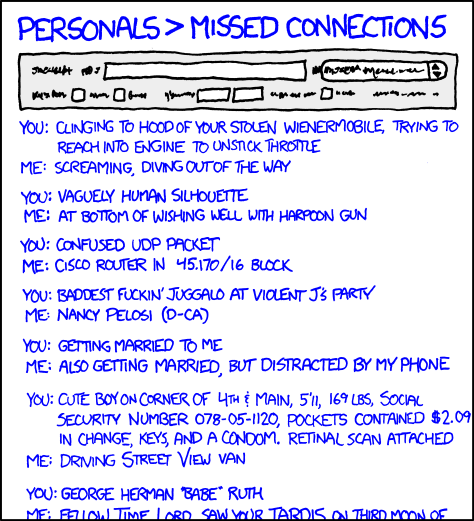 PERSONALS > MISSED CONNECTIONS
YOU: CLINGING TO HOOD OF YOUR STOLEN WIENERMOBILE, TRYING TO
REACH INTO ENGINE TO UNSTICK THROTTLE
ME: SCREAMING, DIVING OUT OF THE WAY
YOU: VAGUELY HUMAN SILHOUETTE
ME: AT BOTTOM OF WISHING WELL WITH HARPOON GUN
YOU: CONFUSED UDP PACKET
ME: CISCO ROUTER IN 45.170/16 BLOCK
YOU: BADDEST FUCKIN' JUGGALO AT VIOLENT J'S PARTY
ME: NANCY PELOSI (D-CA)
YOU: GETTING MARRIED TO ME
ME: ALSO GETTING MARRIED, BUT DISTRACTED BY MY PHONE
YOU: CUTE BOY ON CORNER OF 4TH & MAIN, 5'11, 169 LBS, SOCIAL
SECURITY NUMBER 078-05-1120, POCKETS CONTAINED $2.09
IN CHANGE, KEYS, AND A CONDOM. RETINAL SCAN ATTACHED
ME: DRIVING STREET VIEW VAN
YOU: GEORGE HERMAN "BABE" RUTH
ME: FELLOW TIME LORD. SAW YOUR TARDIS ON THIRD MOON OF